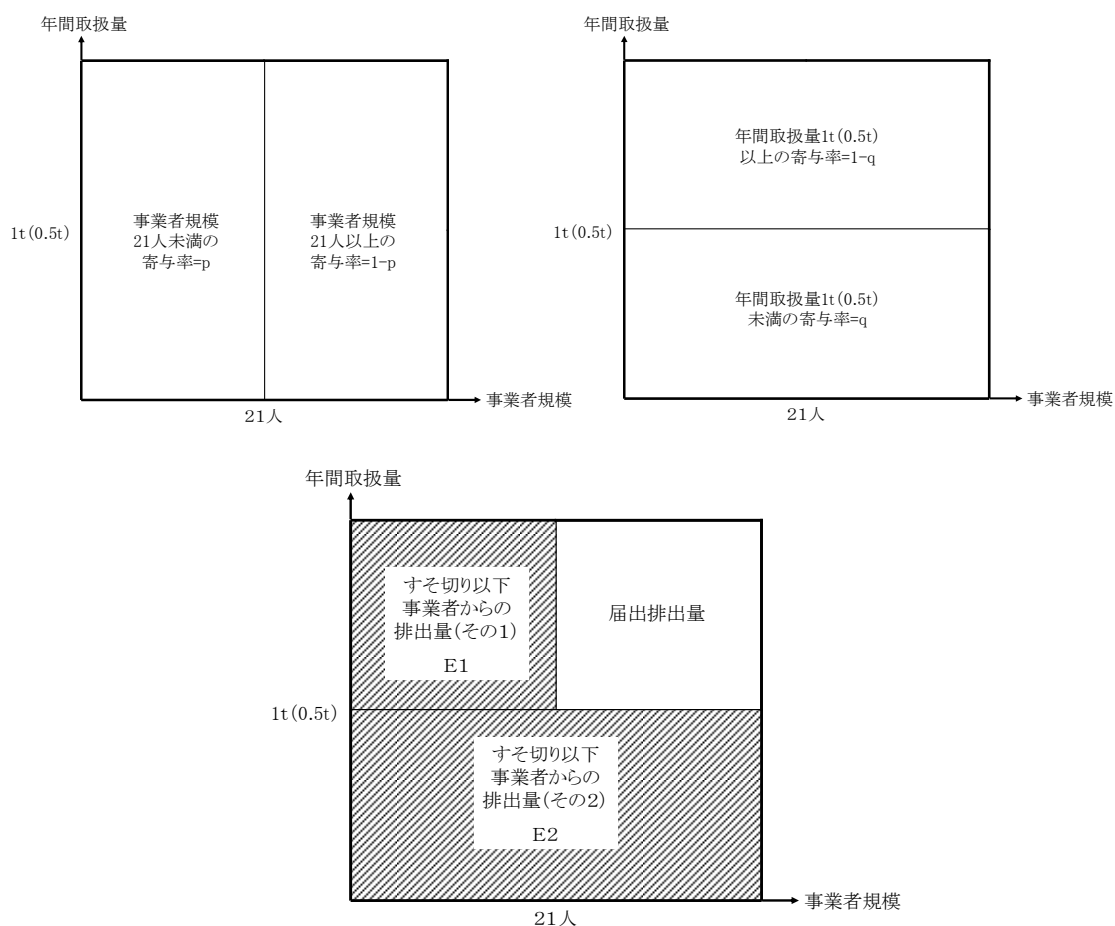 年間取扱量
1t(0.5t)
事業者規模
21人未満の
寄与率=p
事業者規模
21人以上の
寄与率=1-p
事業者規模
21人
年間取扱量
年間取扱量1t(0.5t)
以上の寄与率=1-q
1t(0.5t)
年間取扱量1t(0.5t)
未満の寄与率=q
事業者規模
21人
年間取扱量
すそ切り以下
事業者からの
排出量(その1)
E1
届出排出量
1t(0.5t)
すそ切り以下
事業者からの
排出量(その2)
E2
事業者規模
21人